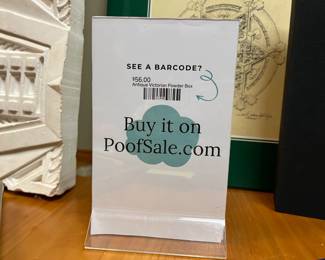 SEE A BARCODE?
$56.00
Antique Victorian Powder Box
Buy it on
PoofSale.com